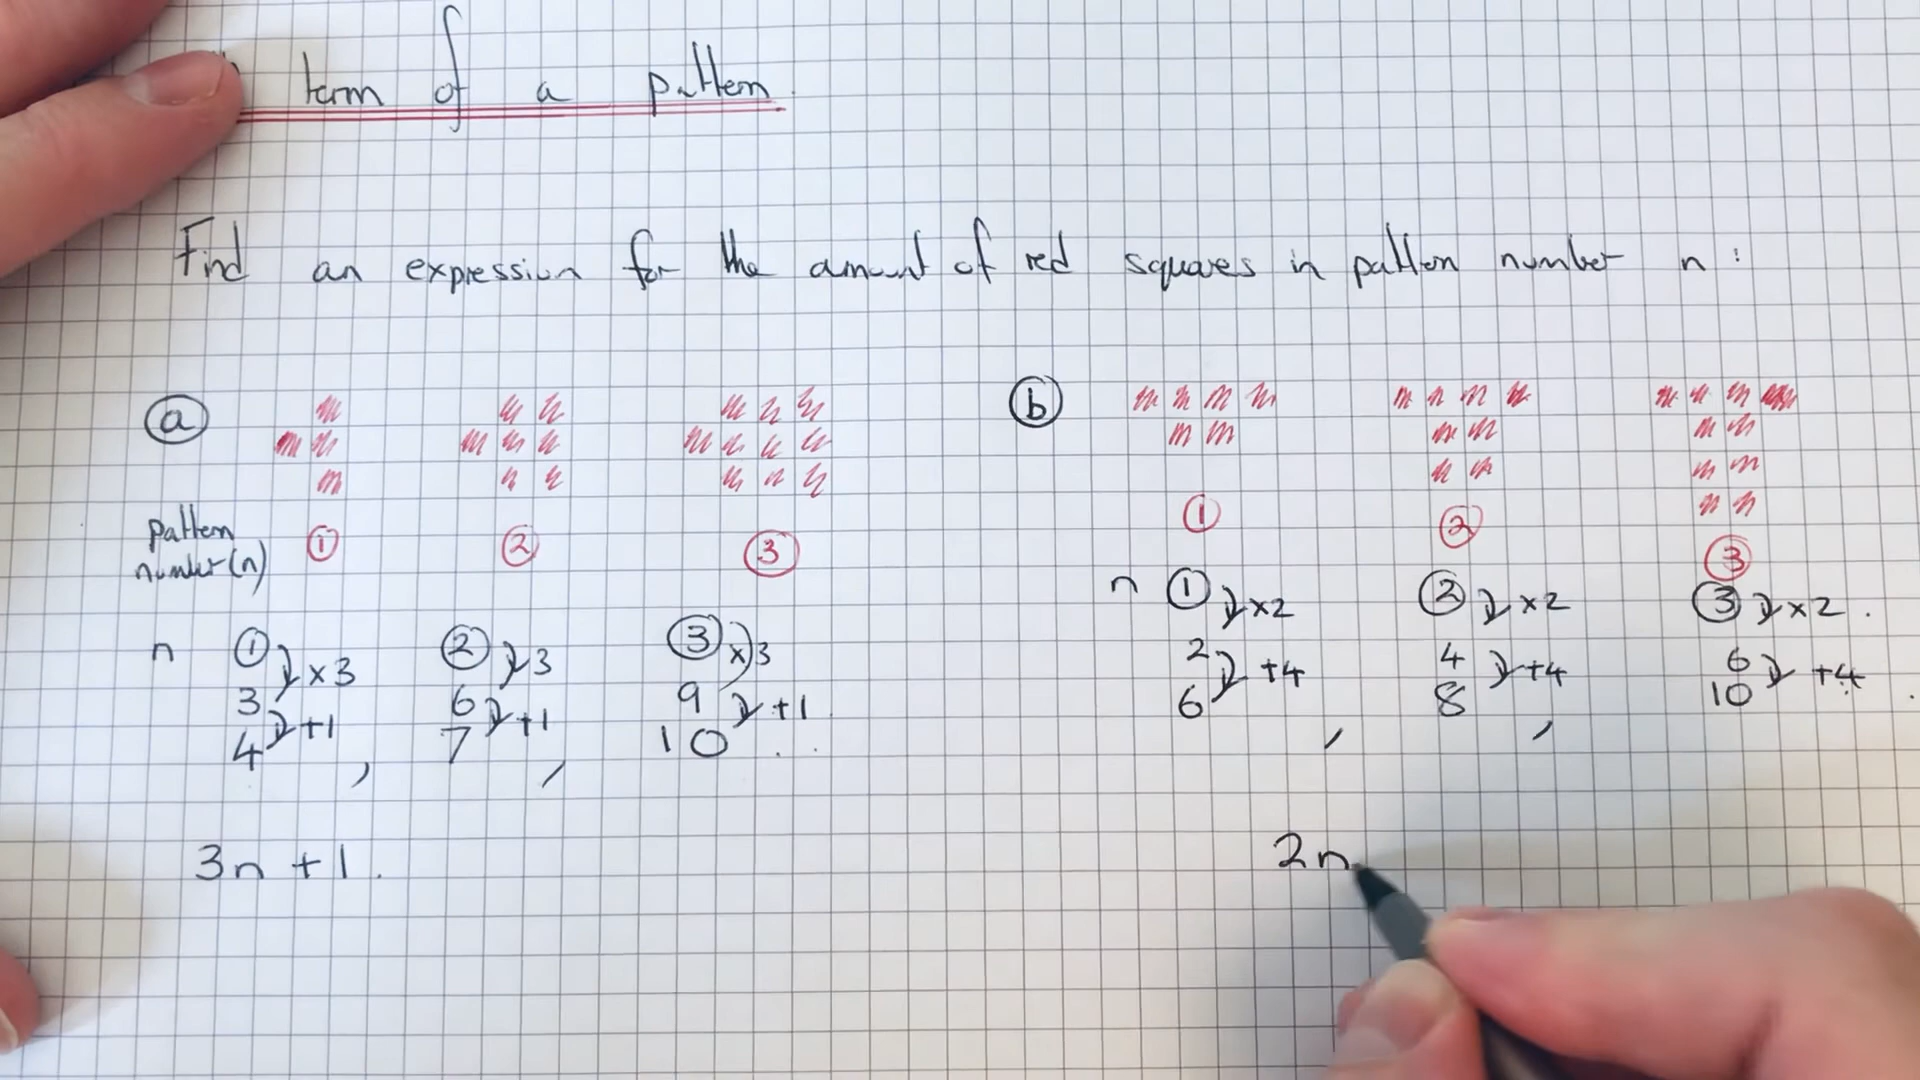 term of a pattern
Find an expression for the amount of red squares in pattern number n :
a b
pattern
number (n) 1 2 3
1 2 3
n 1 ×3 2 3 3 ×3
3 +1 6 +1 9 +1
4 , 7 , 10 . .
n 1 ×2 2 ×2 3 ×2 .
2 +4 4 +4 6 +4
6 , 8 , 10 .
3n + 1 .
2n